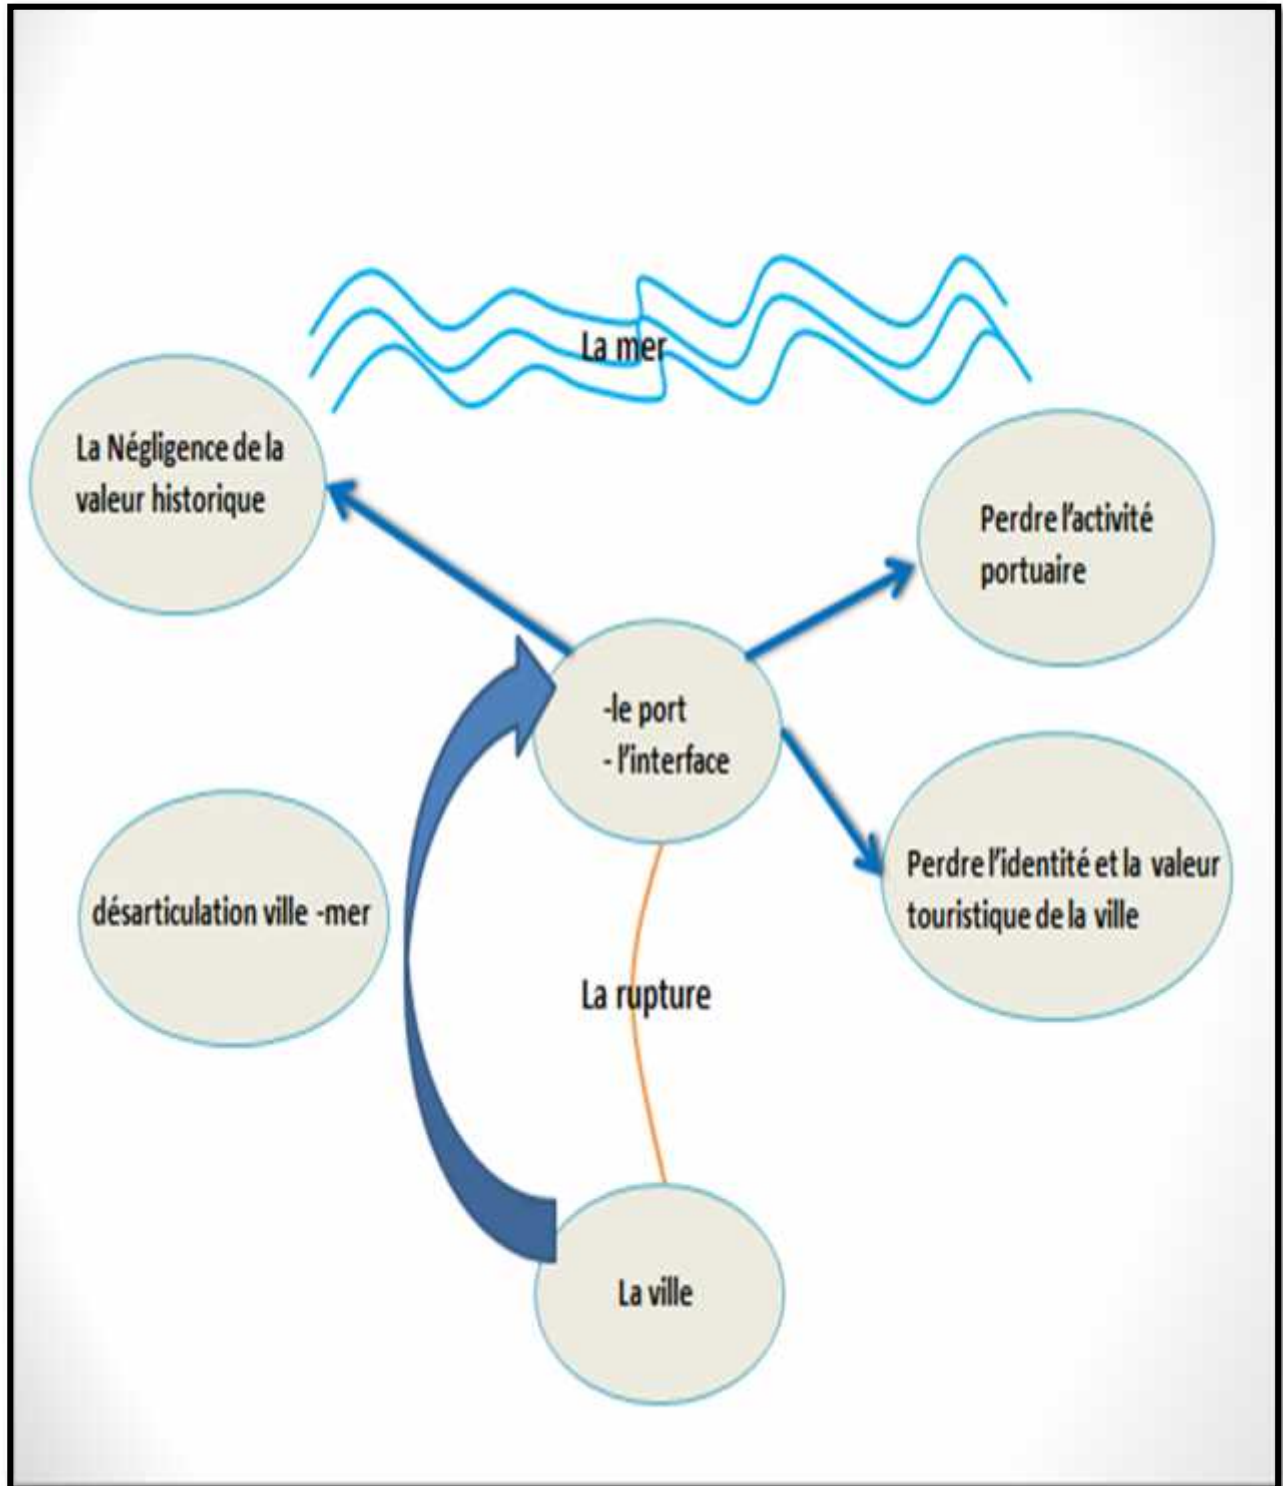 La mer
La Négligence de la
valeur historique
Perdre l'activité
portuaire
-le port
- l'interface
Perdre l'identité et la valeur
touristique de la ville
désarticulation ville -mer
La rupture
La ville